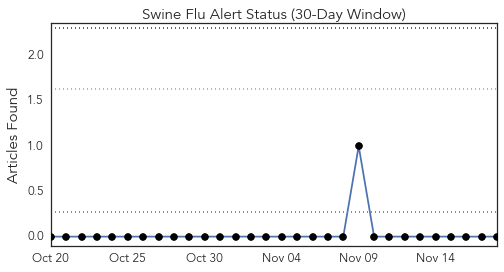 Swine Flu Alert Status (30-Day Window)
Articles Found
2.0
1.5
1.0
0.5
0.0
Oct 20 Oct 25 Oct 30 Nov 04 Nov 09 Nov 14